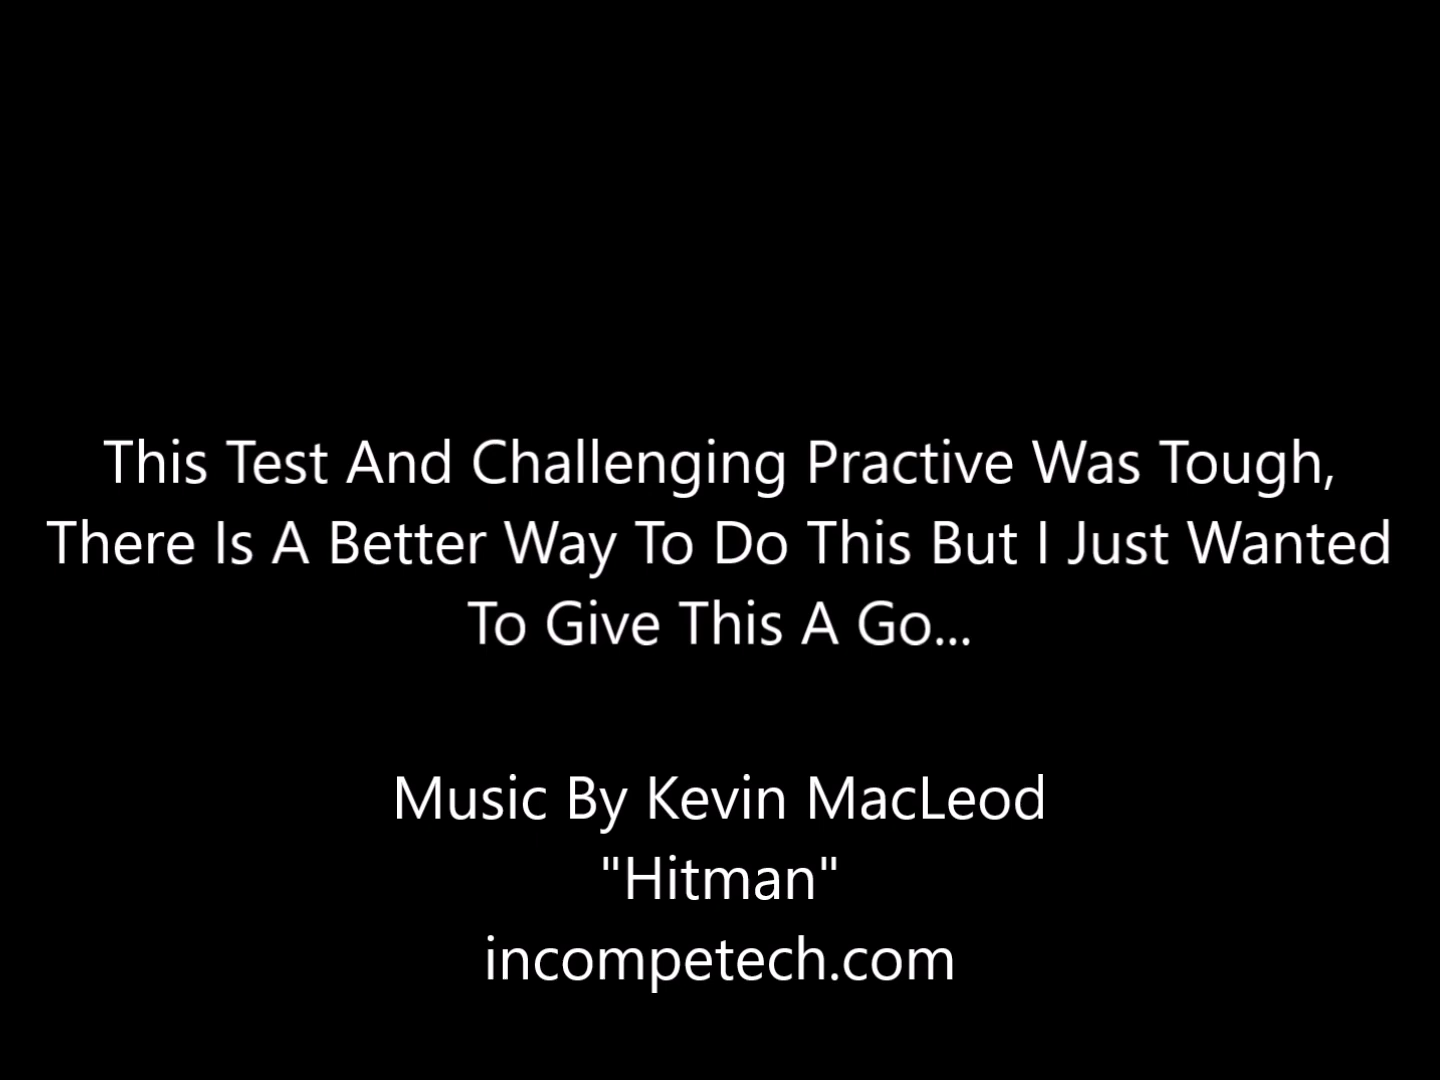 This Test And Challenging Practive Was Tough,
There Is A Better Way To Do This But I Just Wanted
To Give This A Go...
Music By Kevin MacLeod
"Hitman"
incompetech.com